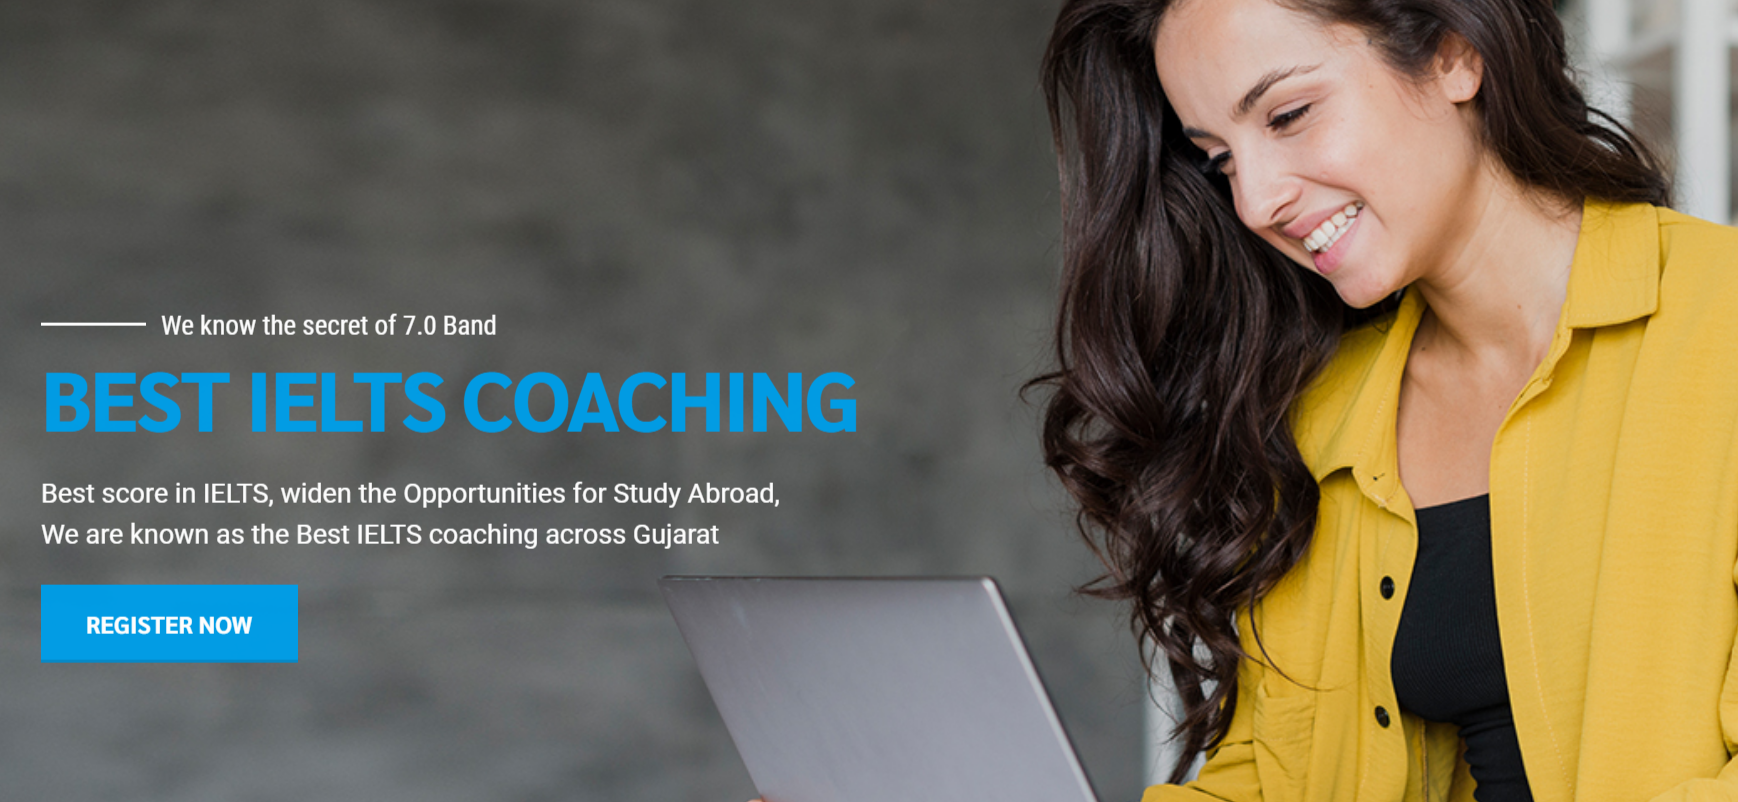 We know the secret of 7.0 Band
BEST IELTS COACHING
Best score in IELTS, widen the Opportunities for Study Abroad,
We are known as the Best IELTS coaching across Gujarat
REGISTER NOW